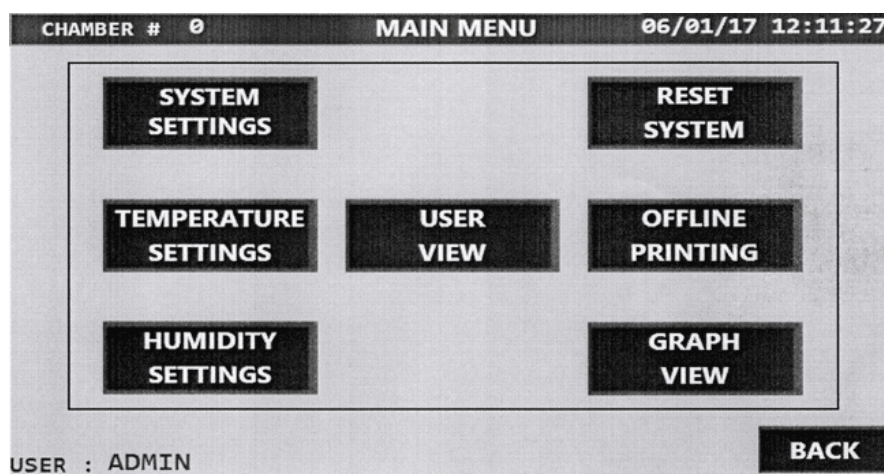 CHAMBER # 0 MAIN MENU 06/01/17 12:11:27
SYSTEM
SETTINGS
RESET
SYSTEM
TEMPERATURE
SETTINGS
USER
VIEW
OFFLINE
PRINTING
HUMIDITY
SETTINGS
GRAPH
VIEW
BACK
USER : ADMIN